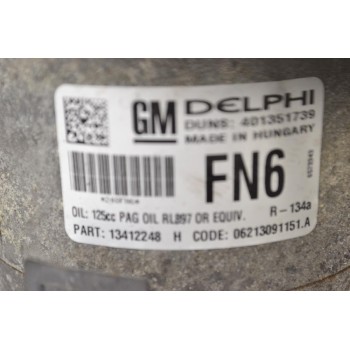 GM DELPHI
DUNS: 401351739
MADE IN HUNGARY
FN6
OIL: 125cc PAG OIL RL897 OR EQUIV. R-134a
PART: 13412248 H CODE: 06213091151.A